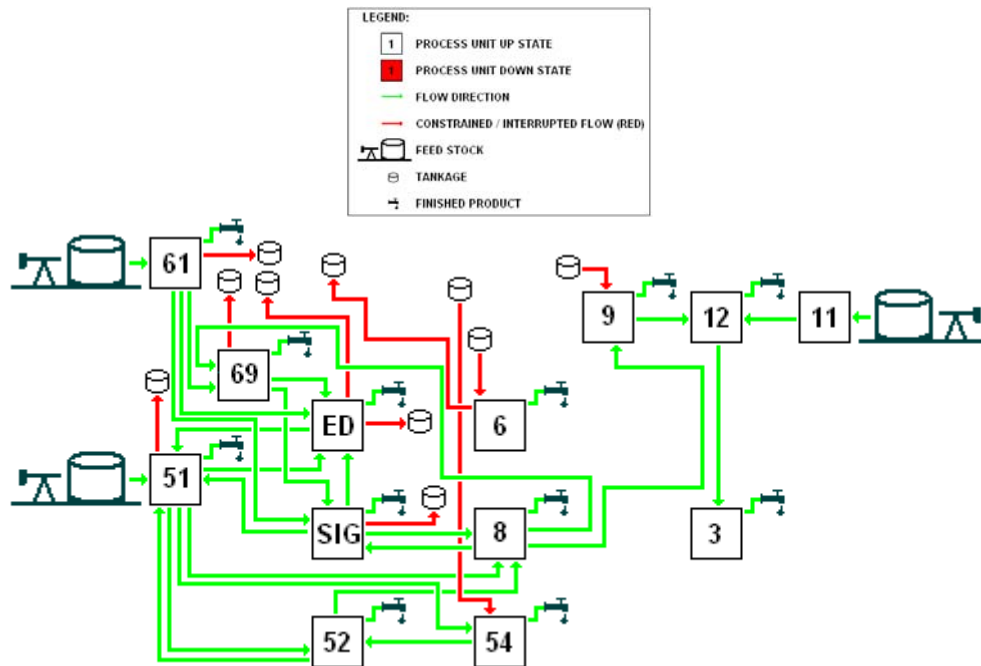 LEGEND:
1 PROCESS UNIT UP STATE
1 PROCESS UNIT DOWN STATE
FLOW DIRECTION
CONSTRAINED / INTERRUPTED FLOW (RED)
FEED STOCK
TANKAGE
FINISHED PRODUCT
61
9
12
11
69
ED
6
51
SIG
8
3
52
54